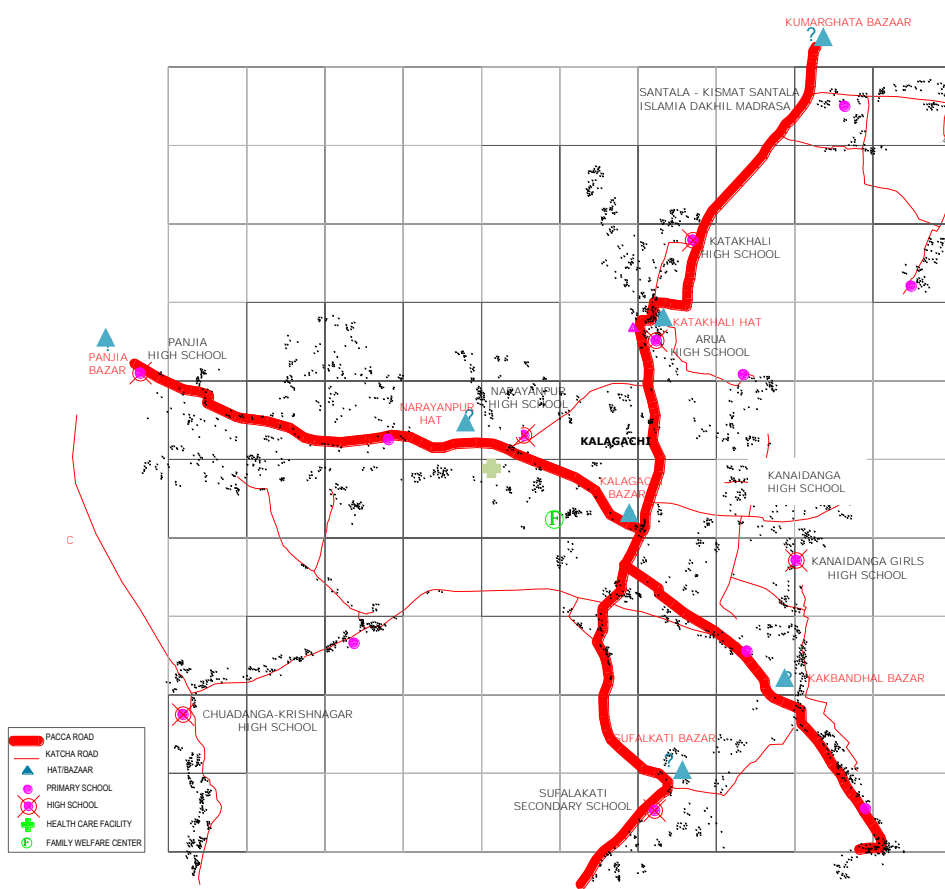 KUMARGHATA BAZAAR
?
SANTALA - KISMAT SANTALA
ISLAMIA DAKHIL MADRASA
KATAKHALI
HIGH SCHOOL
KATAKHALI HAT
ARUA
HIGH SCHOOL
PANJIA
HIGH SCHOOL
PANJIA
BAZAR
NARAYANPUR
HIGH SCHOOL
NARAYANPUR
HAT
?
KALAGACHI
KALAGAC
BAZAR
KANAIDANGA
HIGH SCHOOL
F
C
KANAIDANGA GIRLS
HIGH SCHOOL
?
KAKBANDHAL BAZAR
CHUADANGA-KRISHNAGAR
HIGH SCHOOL
SUFALKATI BAZAR
?
SUFALAKATI
SECONDARY SCHOOL
PACCA ROAD
KATCHA ROAD
HAT/BAZAAR
PRIMARY SCHOOL
HIGH SCHOOL
HEALTH CARE FACILITY
F FAMILY WELFARE CENTER